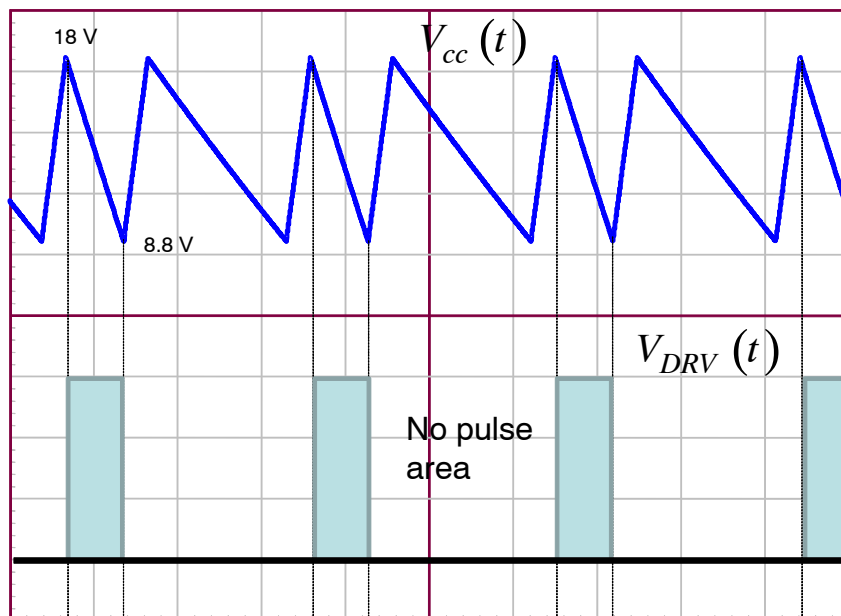 18 V
Vcc (t)
8.8 V
VDRV (t)
No pulse
area